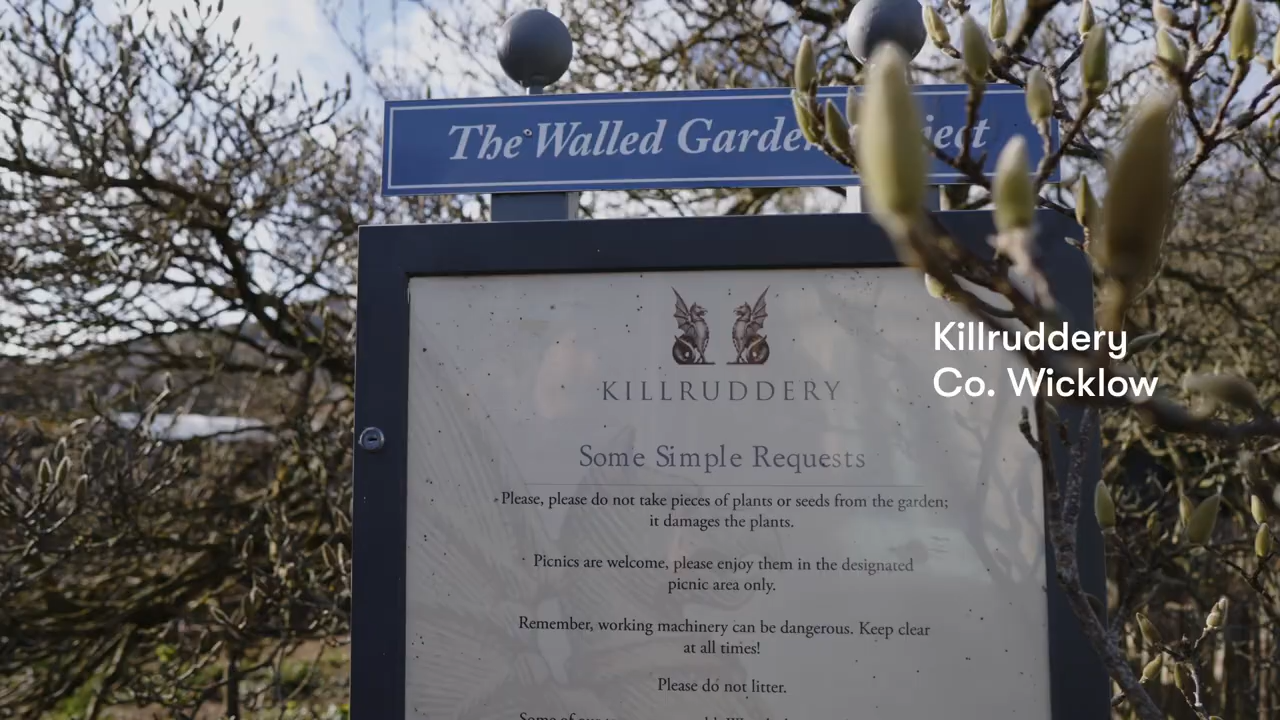 The Walled Garden
KILLRUDDERY
Killruddery
Co. Wicklow
Some Simple Requests
Please, please do not take pieces of plants or seeds from the garden;
it damages the plants.
Picnics are welcome, please enjoy them in the designated
picnic area only.
Remember, working machinery can be dangerous. Keep clear
at all times!
Please do not litter.